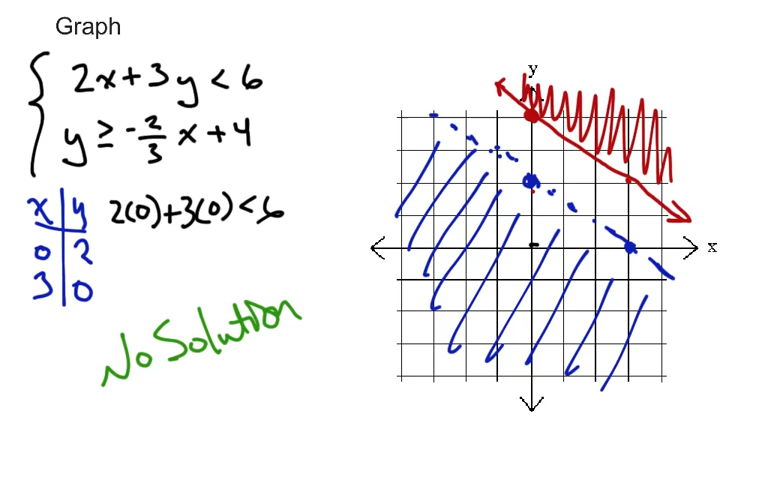 Graph
2x+3y<6
y≥-2/3x+4
x|y 2(0)+3(0)<6
0|2
3|0
No Solution
y
x